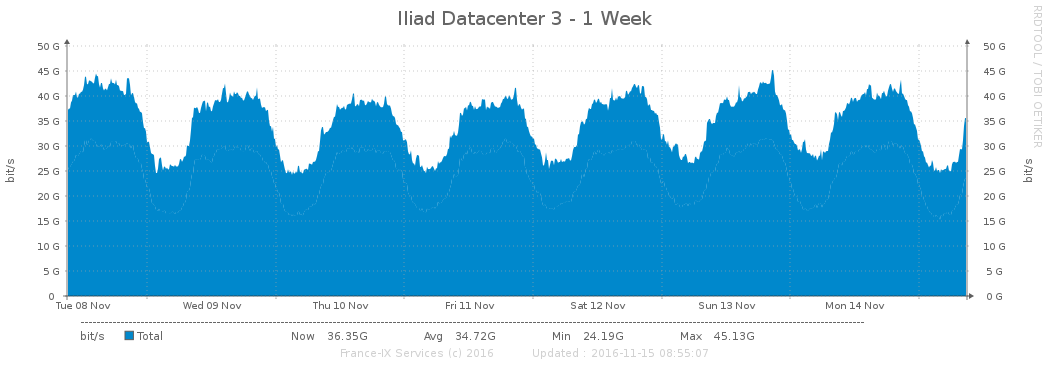 Iliad Datacenter 3 - 1 Week
RRDTOOL / TOBI OETIKER
50 G 50 G
45 G 45 G
40 G 40 G
35 G 35 G
30 G 30 G
25 G 25 G
20 G 20 G
15 G 15 G
10 G 10 G
5 G 5 G
0 0 G
bit/s bit/s
Tue 08 Nov Wed 09 Nov Thu 10 Nov Fri 11 Nov Sat 12 Nov Sun 13 Nov Mon 14 Nov
bit/s Total Now 36.35G Avg 34.72G Min 24.19G Max 45.13G
France-IX Services (c) 2016 Updated : 2016-11-15 08:55:07